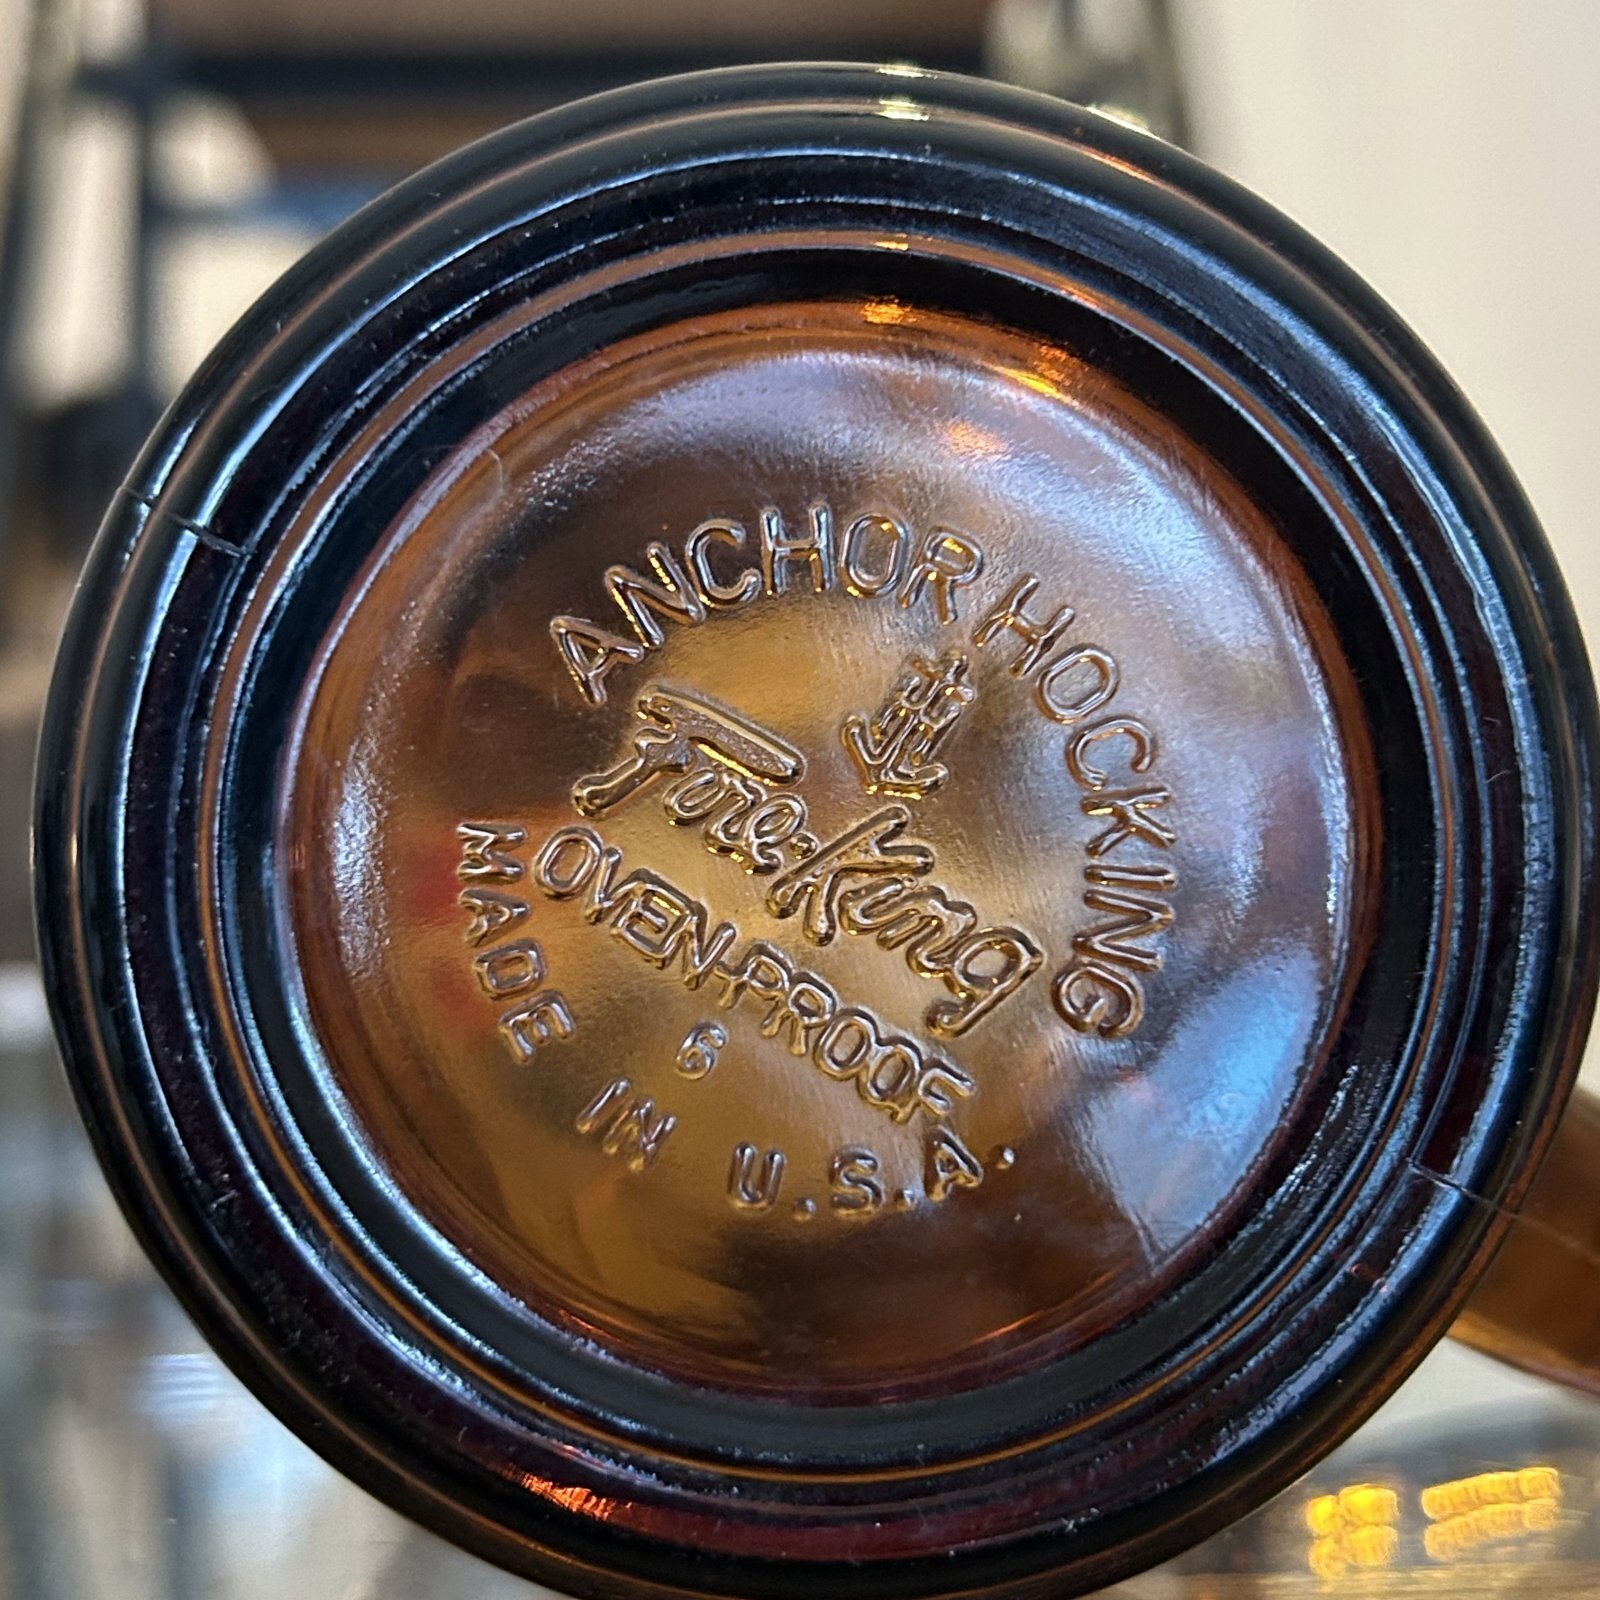 ANCHOR HOCKING
Fire-King
OVEN-PROOF
6
MADE IN U.S.A.